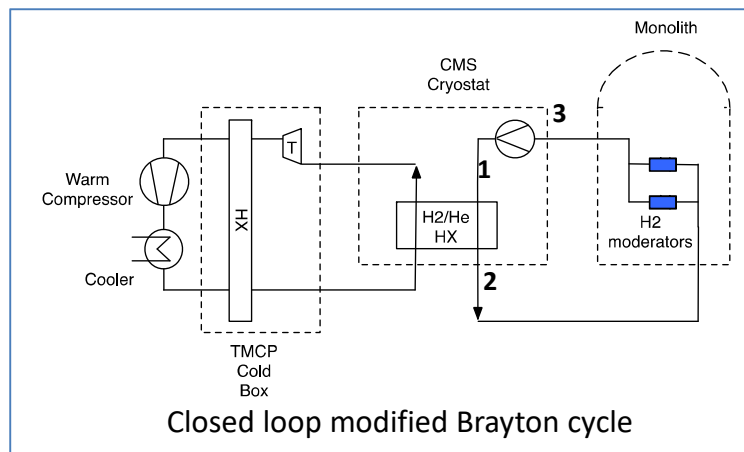 Monolith
CMS
Cryostat
3
T
1
Warm
Compressor
HX
H2/He
HX
H2
moderators
Cooler
2
TMCP
Cold
Box
Closed loop modified Brayton cycle